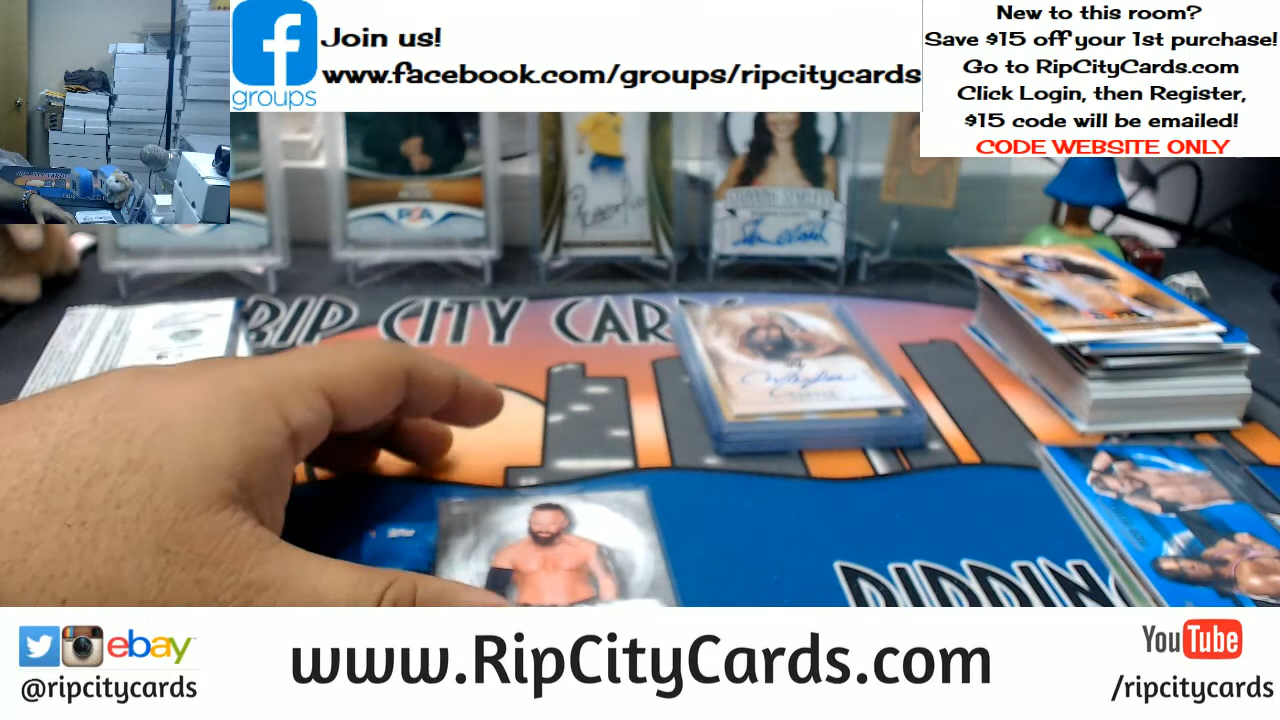 Join us!
www.facebook.com/groups/ripcitycards
groups
New to this room?
Save $15 off your 1st purchase!
Go to RipCityCards.com
Click Login, then Register,
$15 code will be emailed!
CODE WEBSITE ONLY
RIP CITY CAR
RIPPIN
ebay
@ripcitycards
www.RipCityCards.com
YouTube
/ripcitycards